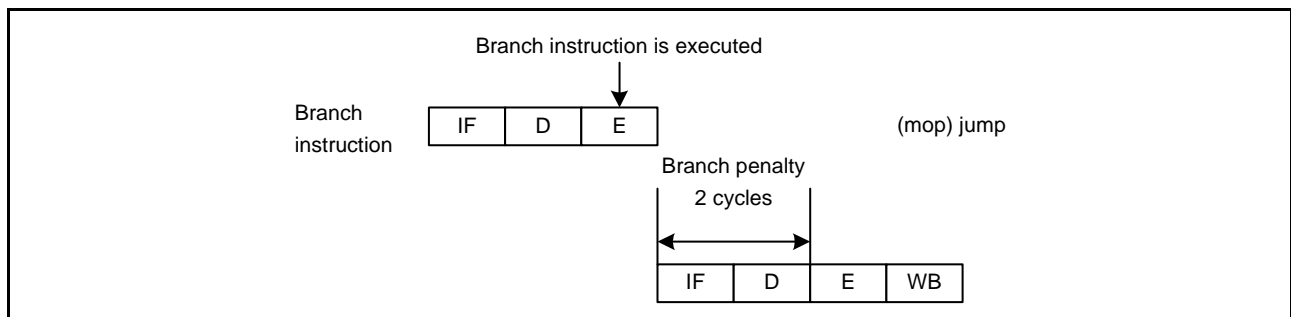 Branch instruction is executed
Branch
instruction
IF D E
(mop) jump
Branch penalty
2 cycles
IF D E WB